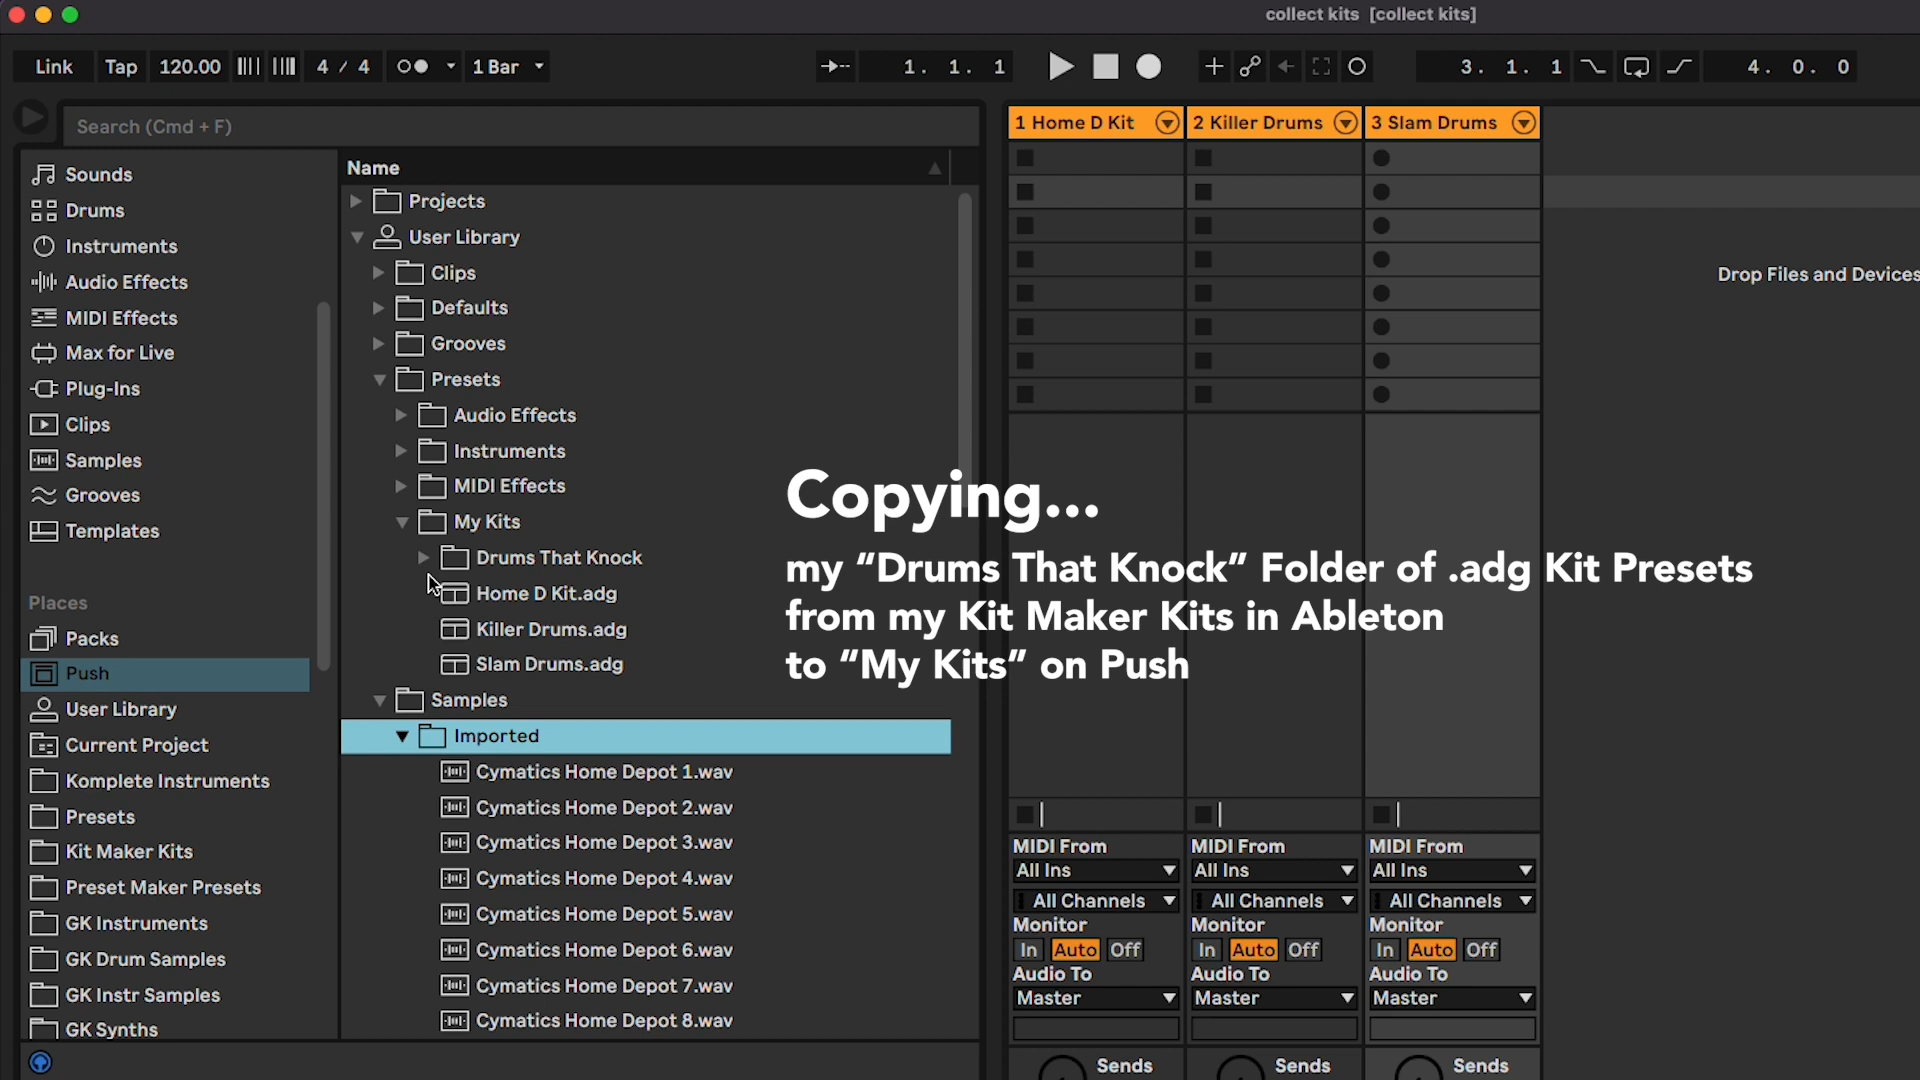 collect kits [collect kits]
Link Tap 120.00 4 / 4 1 Bar 1. 1. 1 3. 1. 1 4. 0. 0
Search (Cmd + F)
Sounds
Drums
Instruments
Audio Effects
MIDI Effects
Max for Live
Plug-Ins
Clips
Samples
Grooves
Templates
Places
Packs
Push
User Library
Current Project
Komplete Instruments
Presets
Kit Maker Kits
Preset Maker Presets
GK Instruments
GK Drum Samples
GK Instr Samples
GK Synths
Name
Projects
User Library
Clips
Defaults
Grooves
Presets
Audio Effects
Instruments
MIDI Effects
My Kits
Drums That Knock
Home D Kit.adg
Killer Drums.adg
Slam Drums.adg
Samples
Imported
Cymatics Home Depot 1.wav
Cymatics Home Depot 2.wav
Cymatics Home Depot 3.wav
Cymatics Home Depot 4.wav
Cymatics Home Depot 5.wav
Cymatics Home Depot 6.wav
Cymatics Home Depot 7.wav
Cymatics Home Depot 8.wav
1 Home D Kit 2 Killer Drums 3 Slam Drums
Drop Files and Devices
Copying...
my “Drums That Knock” Folder of .adg Kit Presets
from my Kit Maker Kits in Ableton
to “My Kits” on Push
MIDI From MIDI From MIDI From
All Ins All Ins All Ins
All Channels All Channels All Channels
Monitor Monitor Monitor
In Auto Off In Auto Off In Auto Off
Audio To Audio To Audio To
Master Master Master
Sends Sends Sends